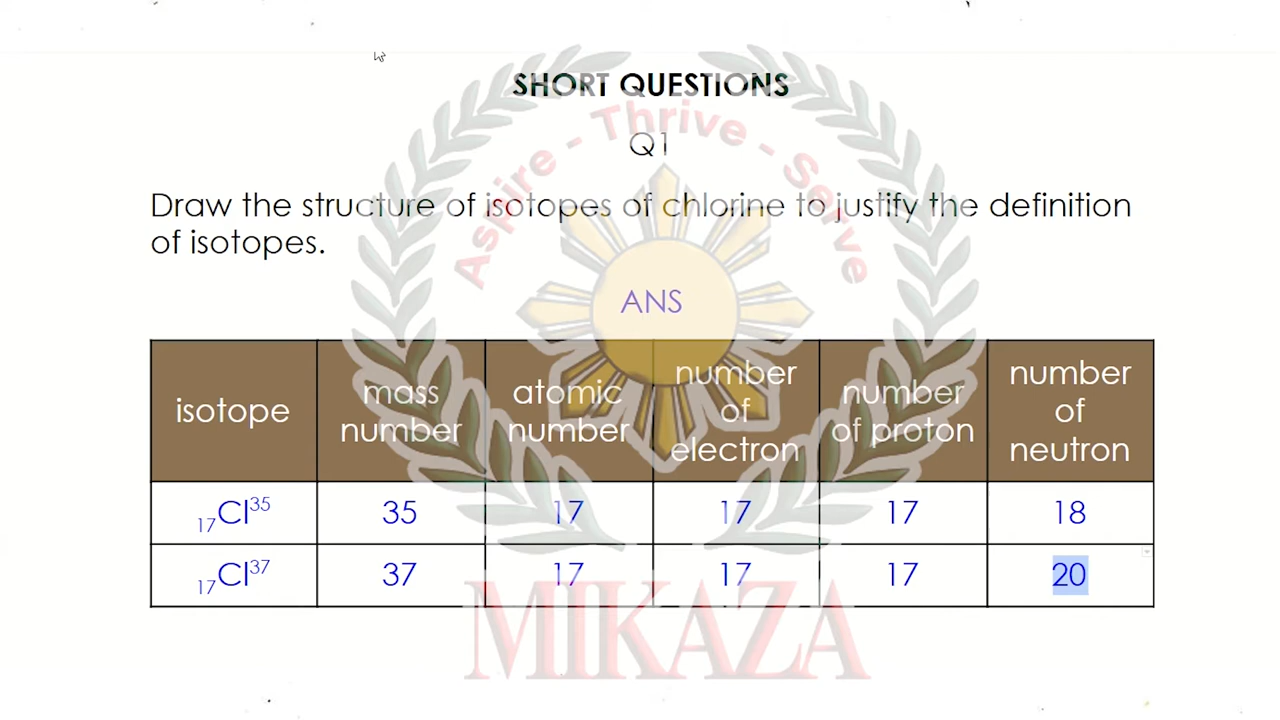 SHORT QUESTIONS
Aspire - Thrive - Serve
Q1
Draw the structure of isotopes of chlorine to justify the definition
of isotopes.
ANS
isotope mass number atomic number number of electron number of proton number of neutron
₁₇Cl³⁵ 35 17 17 17 18
₁₇Cl³⁷ 37 17 17 17 20
MIKAZA